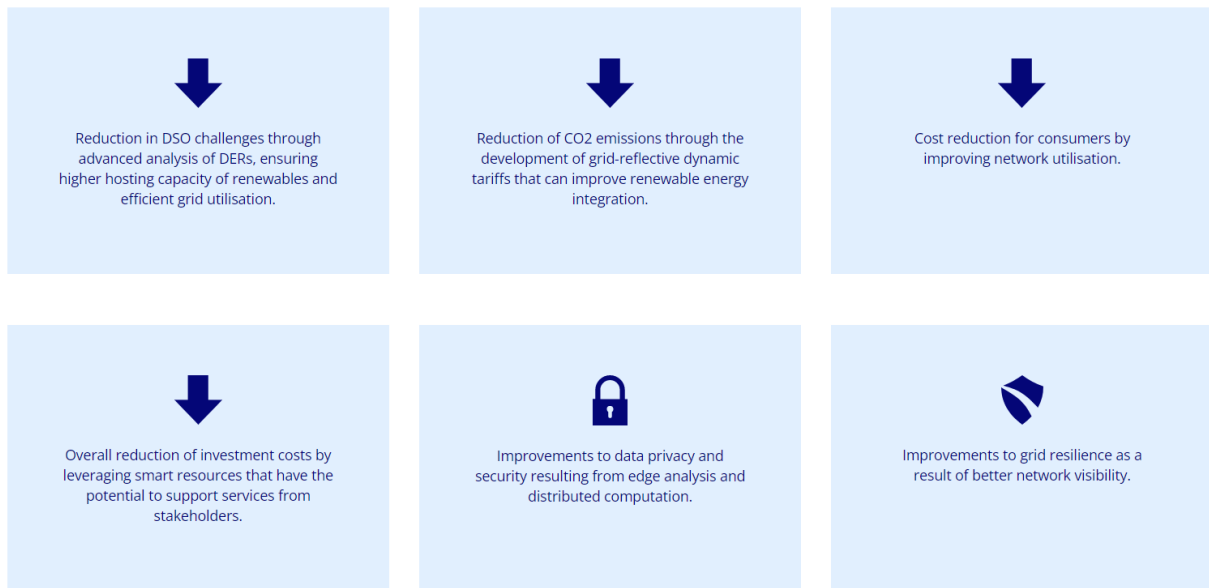 Reduction in DSO challenges through
advanced analysis of DERs, ensuring
higher hosting capacity of renewables and
efficient grid utilisation.
Reduction of CO2 emissions through the
development of grid-reflective dynamic
tariffs that can improve renewable energy
integration.
Cost reduction for consumers by
improving network utilisation.
Overall reduction of investment costs by
leveraging smart resources that have the
potential to support services from
stakeholders.
Improvements to data privacy and
security resulting from edge analysis and
distributed computation.
Improvements to grid resilience as a
result of better network visibility.